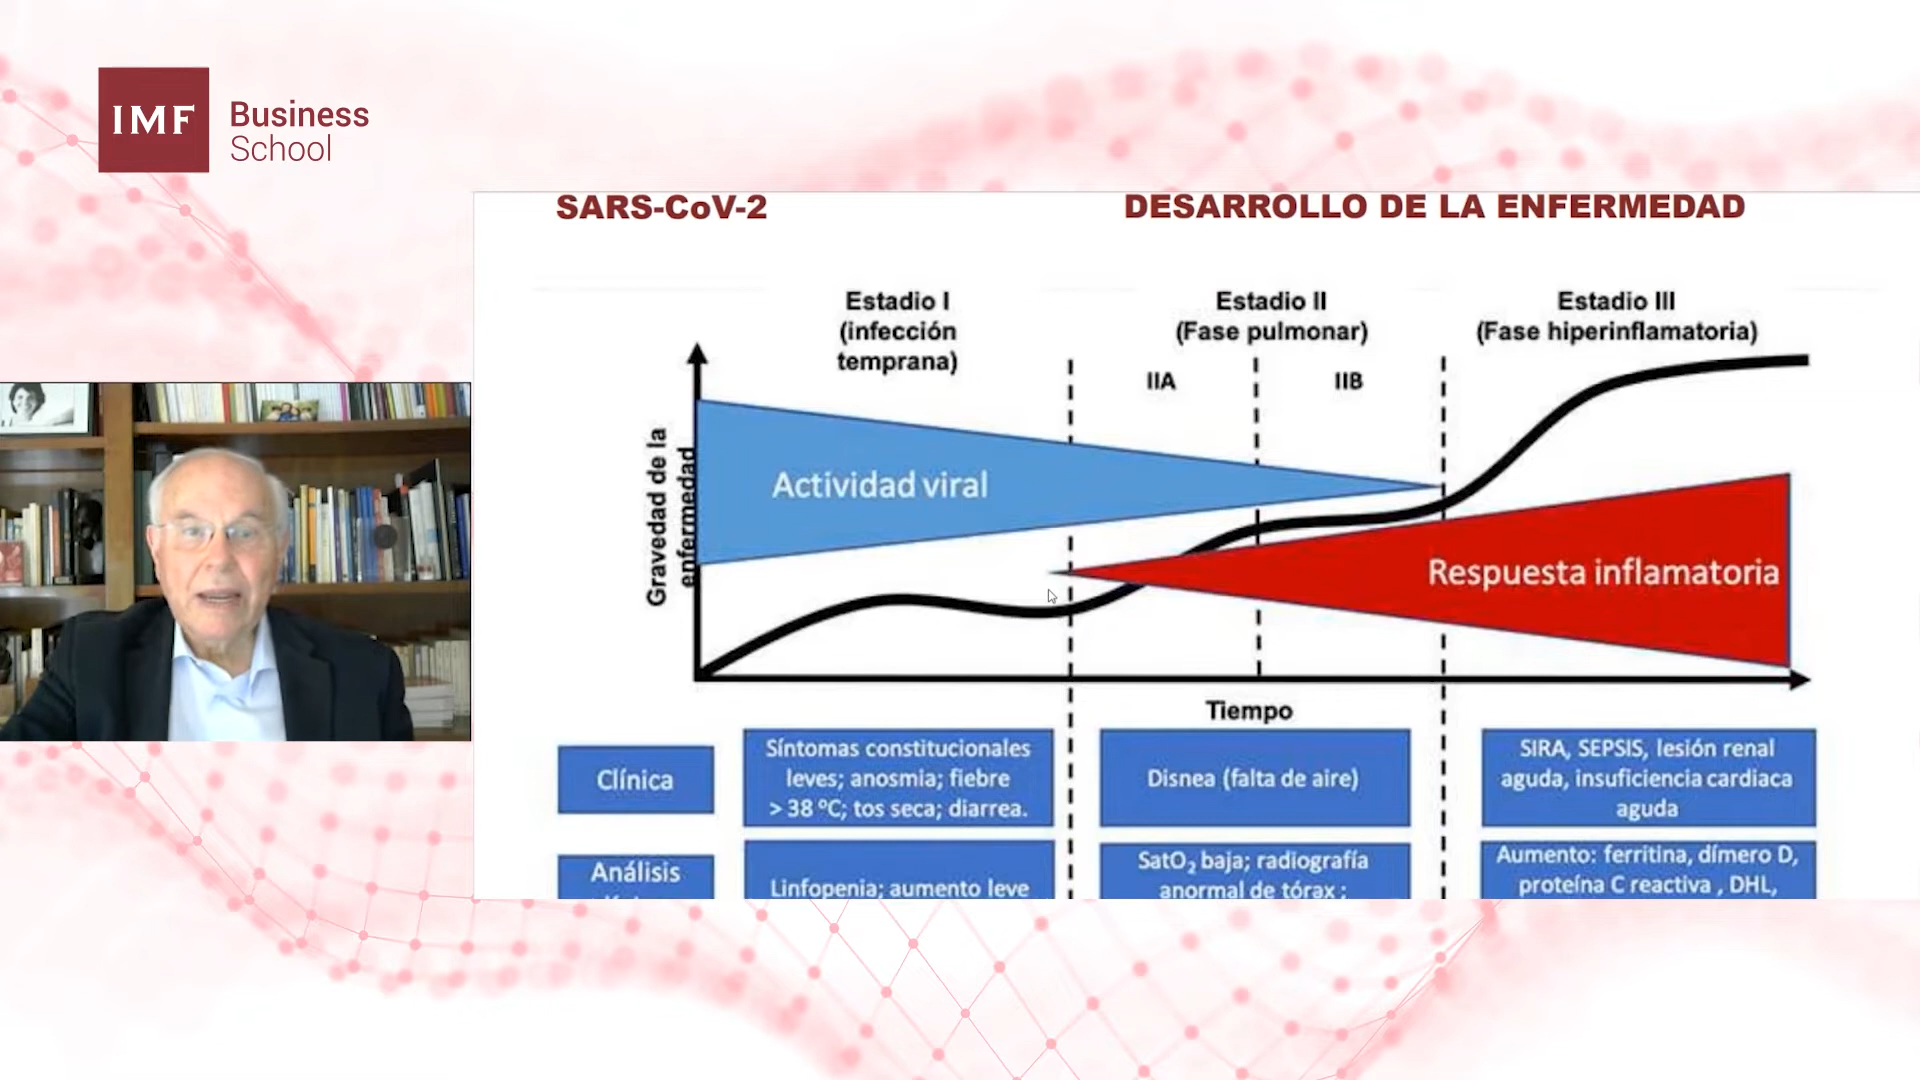 IMF
Business
School
SARS-CoV-2
DESARROLLO DE LA ENFERMEDAD
Estadio I
(infección
temprana)
Estadio II
(Fase pulmonar)
Estadio III
(Fase hiperinflamatoria)
IIA
IIB
Gravedad de la
enfermedad
Actividad viral
Respuesta inflamatoria
Tiempo
Clínica
Síntomas constitucionales
leves; anosmia; fiebre
> 38 ºC; tos seca; diarrea.
Disnea (falta de aire)
SIRA, SEPSIS, lesión renal
aguda, insuficiencia cardiaca
aguda
Análisis
Linfopenia; aumento leve
SatO₂ baja; radiografía
anormal de tórax ;
Aumento: ferritina, dímero D,
proteína C reactiva , DHL,